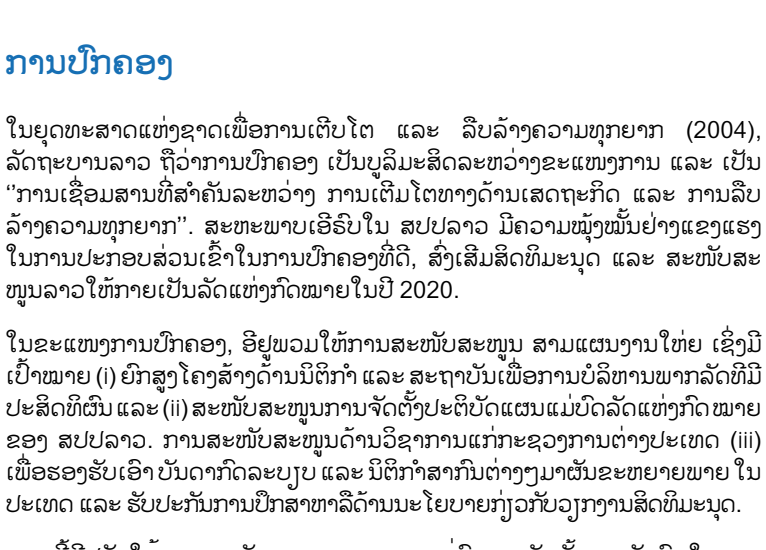 ການປົກຄອງ
ໃນຍຸດທະສາດແຫ່ງຊາດເພື່ອການເຕີບໂຕ ແລະ ລືບລ້າງຄວາມທຸກຍາກ (2004),
ລັດຖະບານລາວ ຖືວ່າການປົກຄອງ ເປັນບູລິມະສິດລະຫວ່າງຂະແໜງການ ແລະ ເປັນ
‘’ການເຊື່ອມສານທີ່ສຳຄັນລະຫວ່າງ ການເຕີມໂຕທາງດ້ານເສດຖະກິດ ແລະ ການລືບ
ລ້າງຄວາມທຸກຍາກ’’. ສະຫະພາບເອີຣົບໃນ ສປປລາວ ມີຄວາມໝຸ້ງໝັ້ນຢ່າງແຂງແຮງ
ໃນການປະກອບສ່ວນເຂົ້າໃນການປົກຄອງທີ່ດີ, ສົ່ງເສີມສິດທິມະນຸດ ແລະ ສະໜັບສະ
ໜູນລາວໃຫ້ກາຍເປັນລັດແຫ່ງກົດໝາຍໃນປີ 2020.
ໃນຂະແໜງການປົກຄອງ, ອີຢູພວມໃຫ້ການສະໜັບສະໜູນ ສາມແຜນງານໃຫ່ຍ ເຊິ່ງມີ
ເປົ້າໝາຍ (i) ຍົກສູງໂຄງສ້າງດ້ານນິຕິກຳ ແລະ ສະຖາບັນເພື່ອການບໍລິຫານພາກລັດທີ່ມີ
ປະສິດທິຜົນ ແລະ (ii) ສະໜັບສະໜູນການຈັດຕັ້ງປະຕິບັດແຜນແມ່ບົດລັດແຫ່ງກົດໝາຍ
ຂອງ ສປປລາວ. ການສະໜັບສະໜູນດ້ານວິຊາການແກ່ກະຊວງການຕ່າງປະເທດ (iii)
ເພື່ອຮອງຮັບເອົາ ບັນດາກົດລະບຽບ ແລະ ນິຕິກຳສາກົນຕ່າງໆມາຜັນຂະຫຍາຍພາຍ ໃນ
ປະເທດ ແລະ ຮັບປະກັນການປຶກສາຫາລືດ້ານນະໂຍບາຍກ່ຽວກັບວຽກງານສິດທິມະນຸດ.